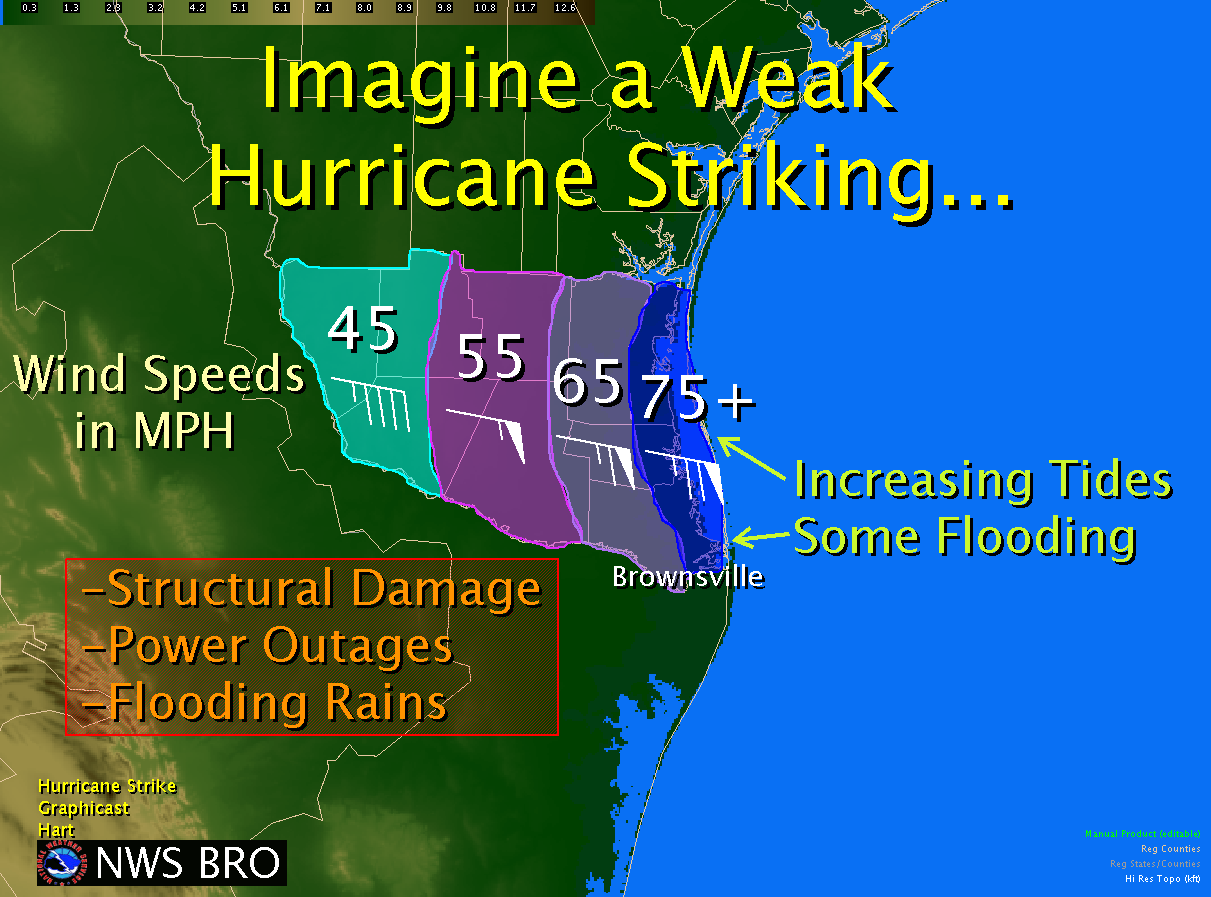 0.3 1.3 2.3 3.2 4.2 5.1 6.1 7.1 8.0 8.9 9.8 10.8 11.7 12.6
Imagine a Weak
Hurricane Striking...
45
55
65
75+
Wind Speeds
in MPH
Increasing Tides
Some Flooding
Brownsville
-Structural Damage
-Power Outages
-Flooding Rains
Hurricane Strike
Graphicast
Hart
NWS BRO
Manual Product (editable)
Reg Counties
Reg States/Counties
Hi Res Topo (kft)